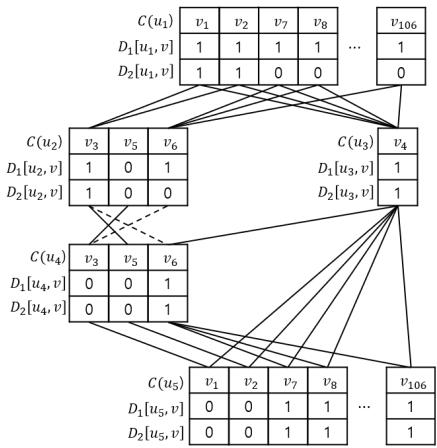 C(u₁) v₁ v₂ v₇ v₈ ... v₁₀₆
D₁[u₁, v] 1 1 1 1 1
D₂[u₁, v] 1 1 0 0 0
C(u₂) v₃ v₅ v₆ C(u₃) v₄
D₁[u₂, v] 1 0 1 D₁[u₃, v] 1
D₂[u₂, v] 1 0 0 D₂[u₃, v] 1
C(u₄) v₃ v₅ v₆
D₁[u₄, v] 0 0 1
D₂[u₄, v] 0 0 1
C(u₅) v₁ v₂ v₇ v₈ ... v₁₀₆
D₁[u₅, v] 0 0 1 1 1
D₂[u₅, v] 0 0 1 1 1